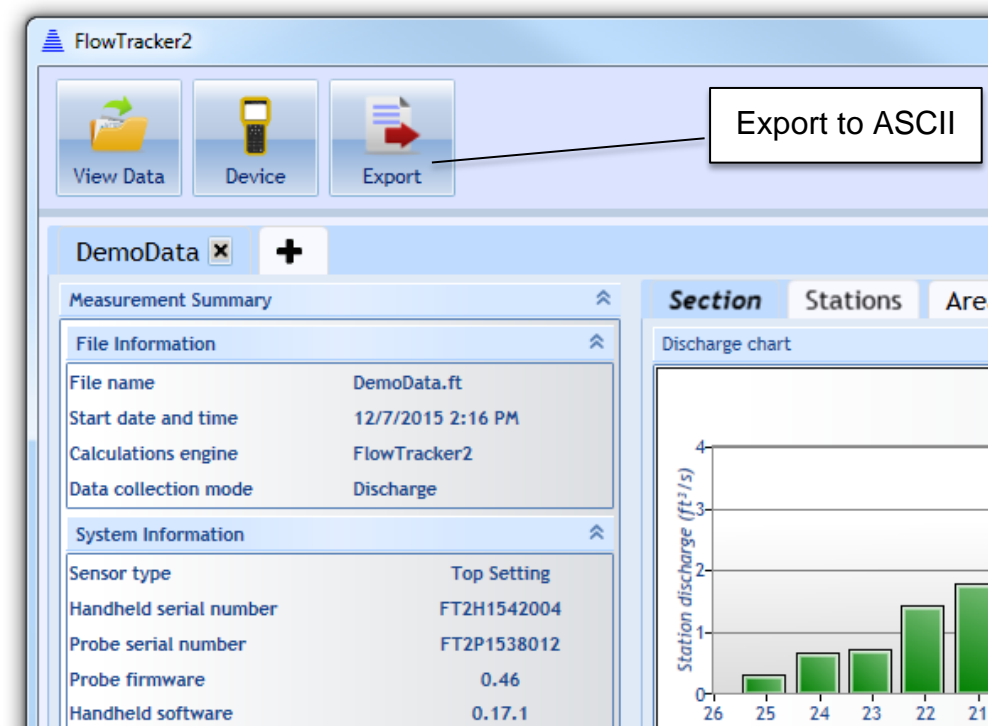 FlowTracker2
View Data
Device
Export
Export to ASCII
DemoData
Measurement Summary
File Information
File name DemoData.ft
Start date and time 12/7/2015 2:16 PM
Calculations engine FlowTracker2
Data collection mode Discharge
System Information
Sensor type Top Setting
Handheld serial number FT2H1542004
Probe serial number FT2P1538012
Probe firmware 0.46
Handheld software 0.17.1
Section Stations Are
Discharge chart
Station discharge (ft³/s)
4
3
2
1
0
26 25 24 23 22 21